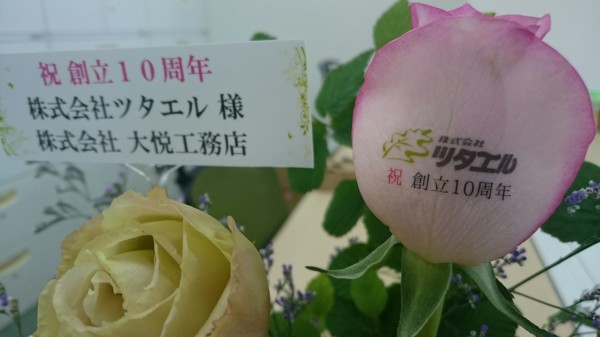 祝 創立10周年
株式会社ツタエル 様
株式会社 大悦工務店
株式会社
ツタエル
祝 創立10周年